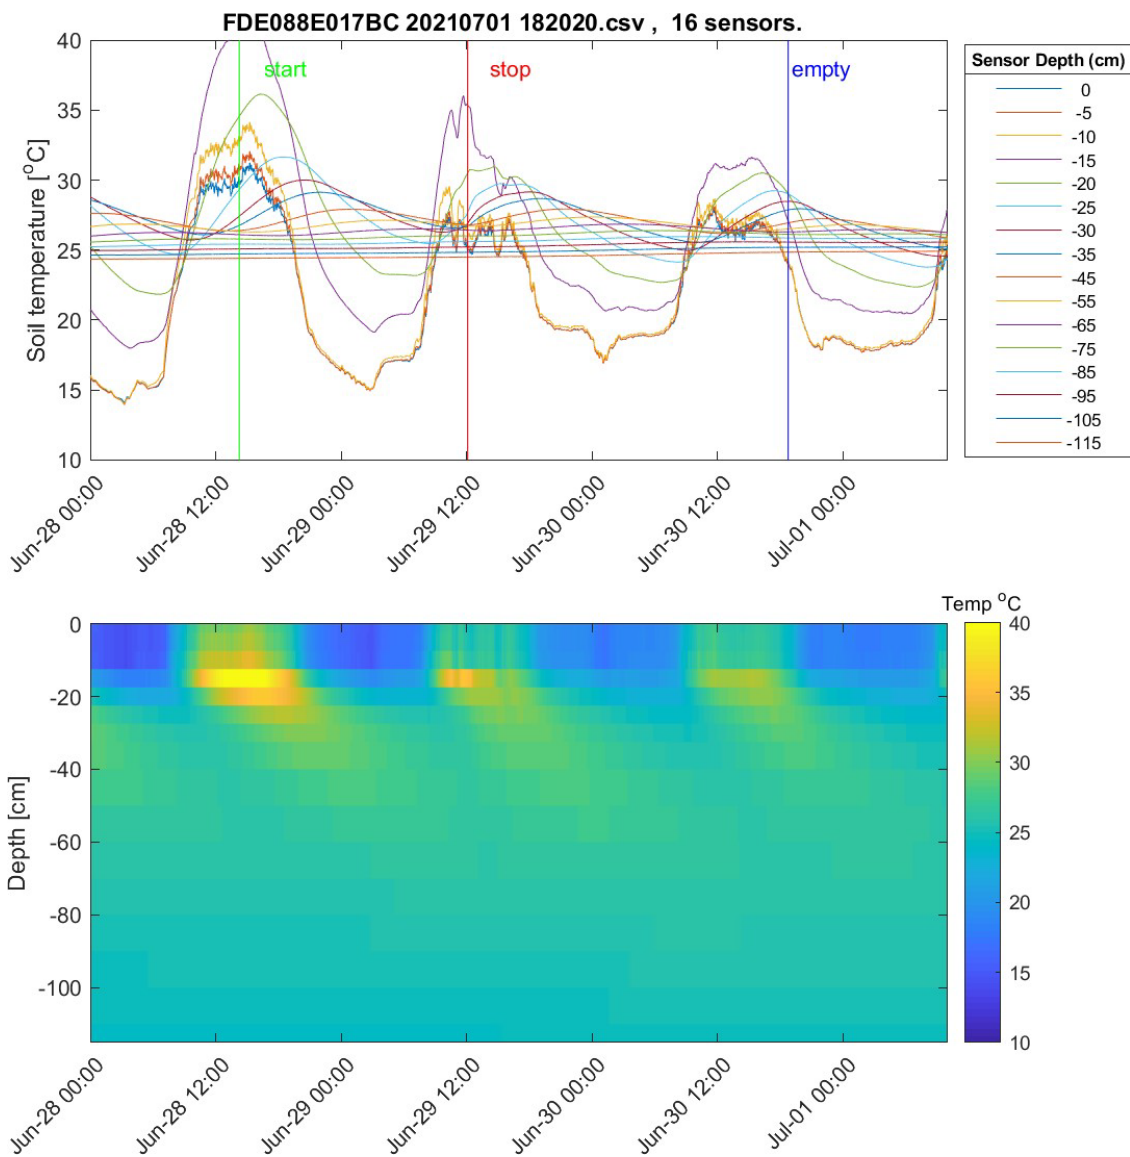 FDE088E017BC 20210701 182020.csv ,  16 sensors.
40
35
30
25
20
15
10
Soil temperature [°C]
start
stop
empty
Jun-28 00:00
Jun-28 12:00
Jun-29 00:00
Jun-29 12:00
Jun-30 00:00
Jun-30 12:00
Jul-01 00:00
Sensor Depth (cm)
0
-5
-10
-15
-20
-25
-30
-35
-45
-55
-65
-75
-85
-95
-105
-115
0
-20
-40
-60
-80
-100
Depth [cm]
Jun-28 00:00
Jun-28 12:00
Jun-29 00:00
Jun-29 12:00
Jun-30 00:00
Jun-30 12:00
Jul-01 00:00
Temp °C
40
35
30
25
20
15
10